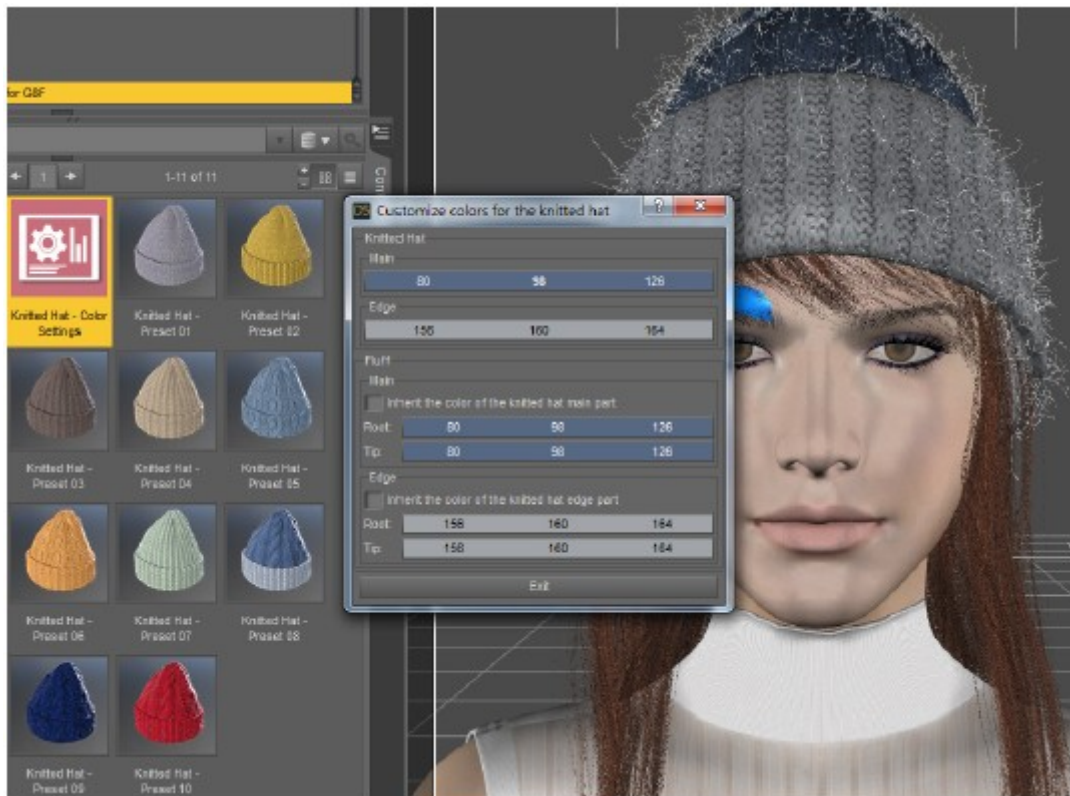 for G8F
1
1-11 of 11
Con
Knitted Hat - Color
Settings
Knitted Hat -
Preset 01
Knitted Hat -
Preset 02
Knitted Hat -
Preset 03
Knitted Hat -
Preset 04
Knitted Hat -
Preset 05
Knitted Hat -
Preset 06
Knitted Hat -
Preset 07
Knitted Hat -
Preset 08
Knitted Hat -
Preset 09
Knitted Hat -
Preset 10
DS Customize colors for the knitted hat ?
Knitted Hat
Main
80 98 126
Edge
156 160 164
Fluff
Main
Inherit the color of the knitted hat main part
Root: 80 98 126
Tip: 80 98 126
Edge
Inherit the color of the knitted hat edge part
Root: 156 160 164
Tip: 156 160 164
Exit